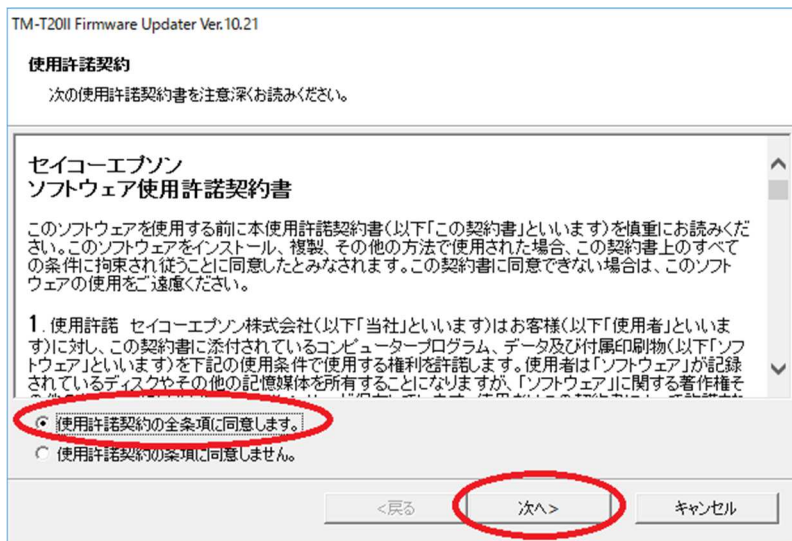 TM-T20II Firmware Updater Ver.10.21
使用許諾契約
次の使用許諾契約書を注意深くお読みください。
セイコーエプソン
ソフトウェア使用許諾契約書
このソフトウェアを使用する前に本使用許諾契約書(以下「この契約書」といいます)を慎重にお読みくだ
さい。このソフトウェアをインストール、複製、その他の方法で使用された場合、この契約書上のすべて
の条件に拘束され従うことに同意したとみなされます。この契約書に同意できない場合は、このソフト
ウェアの使用をご遠慮ください。
1. 使用許諾 セイコーエプソン株式会社(以下「当社」といいます)はお客様(以下「使用者」といいま
す)に対し、この契約書に添付されているコンピュータープログラム、データ及び付属印刷物(以下「ソフ
トウェア」といいます)を下記の使用条件で使用する権利を許諾します。使用者は「ソフトウェア」が記録
されているディスクやその他の記憶媒体を所有することになりますが、「ソフトウェア」に関する著作権そ
使用許諾契約の全条項に同意します。
使用許諾契約の条項に同意しません。
<戻る
次へ>
キャンセル